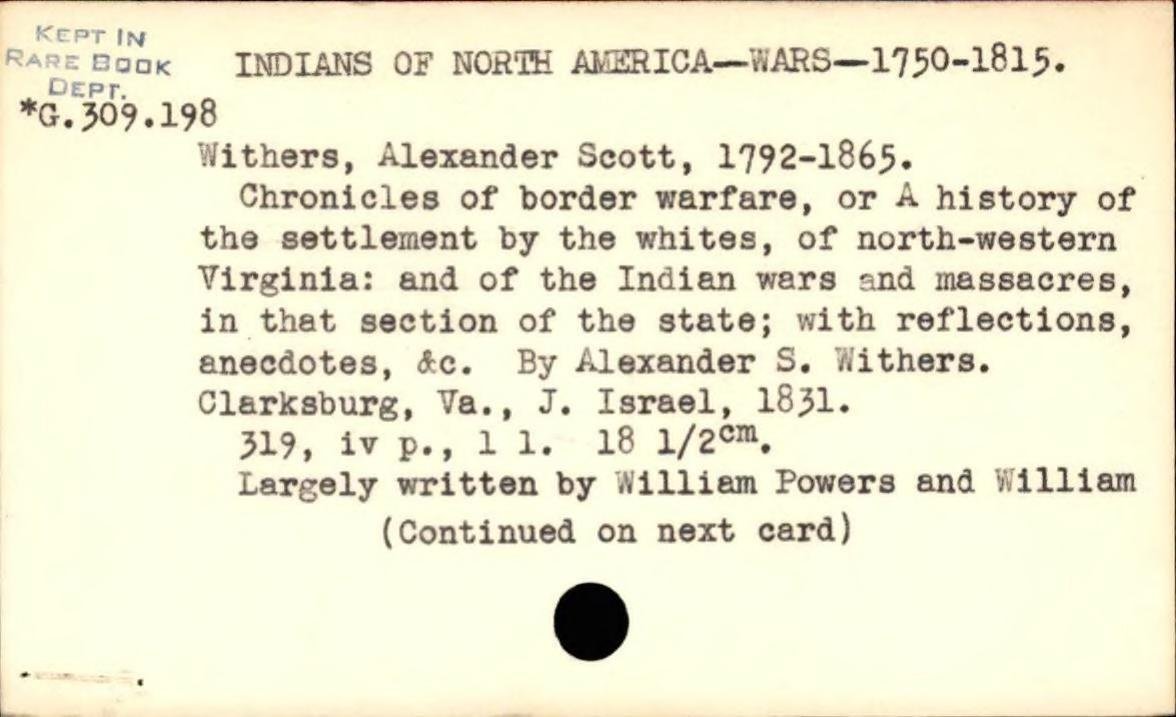 KEPT IN
RARE BOOK
DEPT.
INDIANS OF NORTH AMERICA—WARS—1750-1815.
*G.309.198
Withers, Alexander Scott, 1792-1865.
Chronicles of border warfare, or A history of
the settlement by the whites, of north-western
Virginia: and of the Indian wars and massacres,
in that section of the state; with reflections,
anecdotes, &c. By Alexander S. Withers.
Clarksburg, Va., J. Israel, 1831.
319, iv p., 1 l. 18 1/2cm.
Largely written by William Powers and William
(Continued on next card)